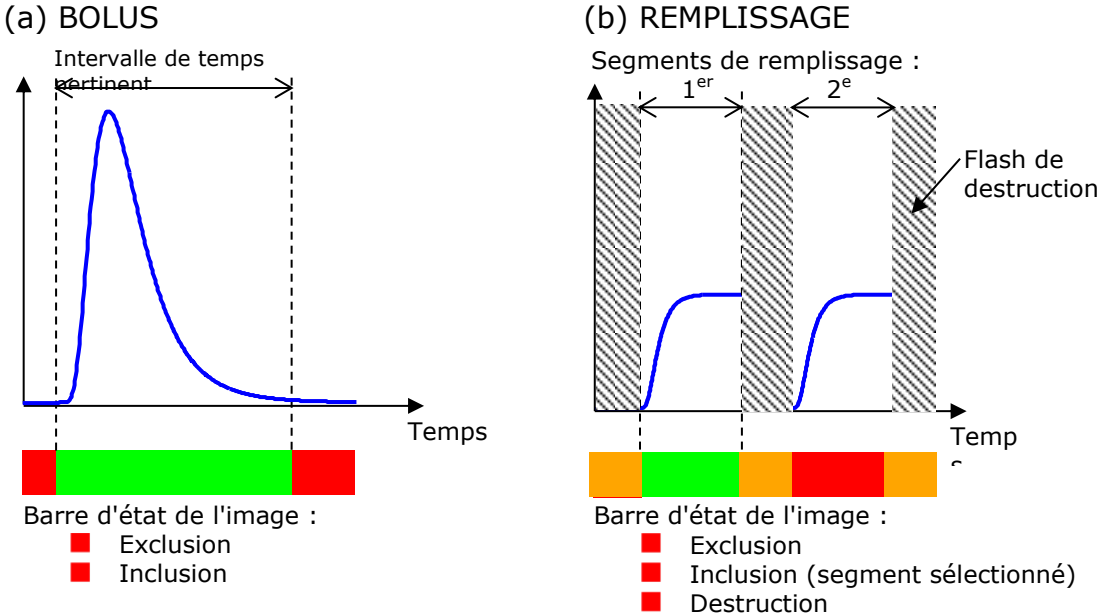 (a) BOLUS
Intervalle de temps
pertinent
Temps
Barre d'état de l'image :
Exclusion
Inclusion
(b) REMPLISSAGE
Segments de remplissage :
1er
2e
Flash de
destruction
Temp
s
Barre d'état de l'image :
Exclusion
Inclusion (segment sélectionné)
Destruction